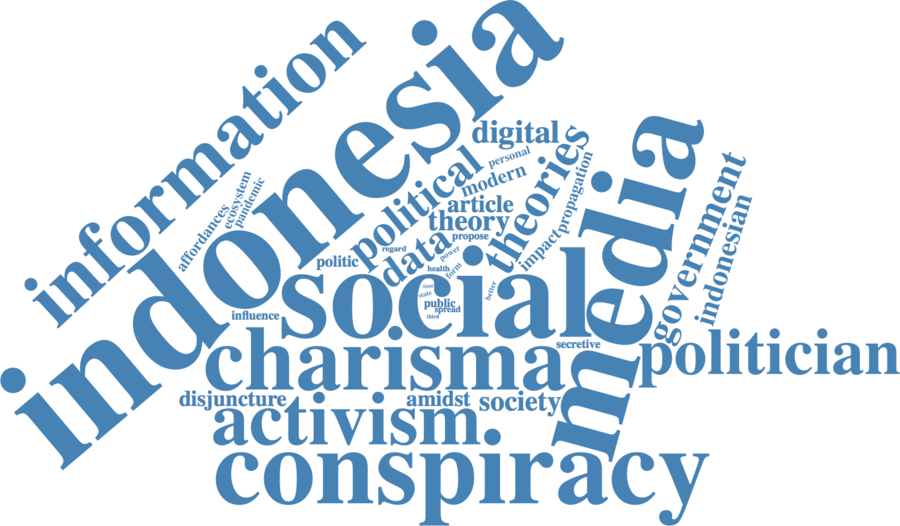 information
indonesia
digital
personal
modern
political
theories
propagation
impact
media
government
indonesian
affordances
ecosystem
pandemic
article
theory
propose
data
regard
power
politic
health
form
social
time
state
better
public
spread
third
influence
secretive
charisma
politician
disjuncture
amidst
society
activism
conspiracy